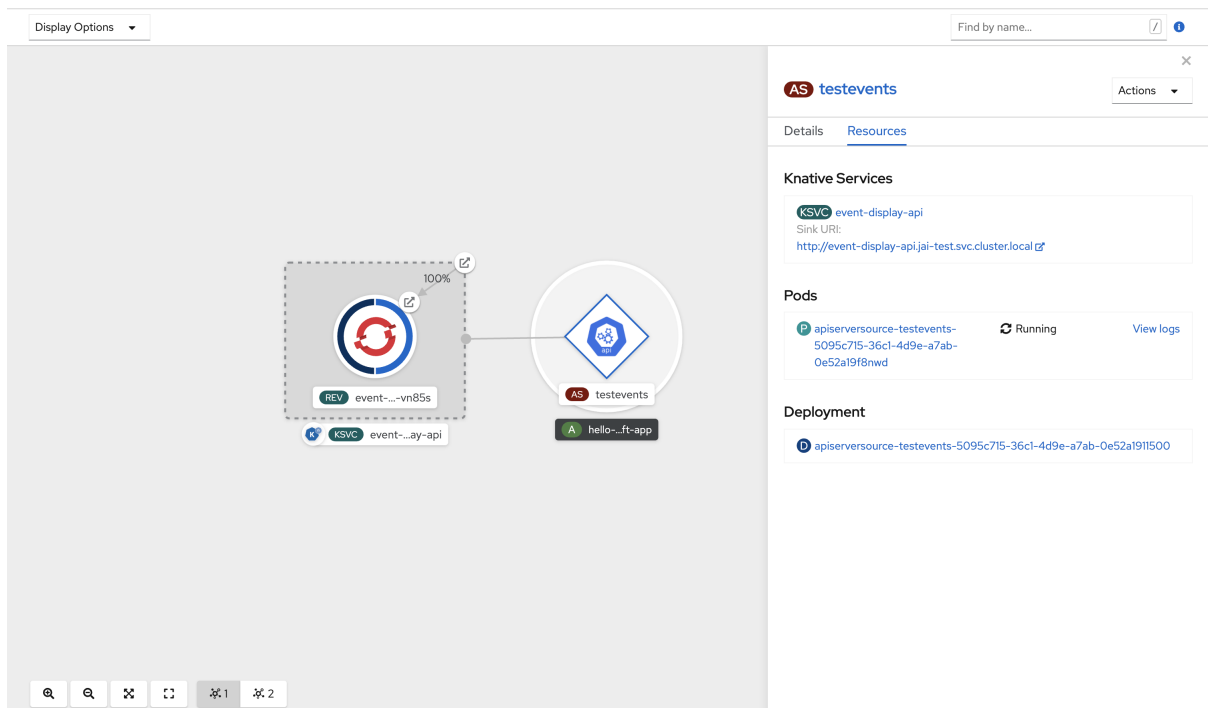 Display Options
Find by name...
/
AS testevents
Actions
Details Resources
Knative Services
KSVC event-display-api
Sink URI:
http://event-display-api.jai-test.svc.cluster.local
Pods
P apiserversource-testevents-
5095c715-36c1-4d9e-a7ab-
0e52a19f8nwd
Running
View logs
Deployment
D apiserversource-testevents-5095c715-36c1-4d9e-a7ab-0e52a1911500
100%
REV event-...-vn85s
K KSVC event-...ay-api
api
AS testevents
A hello-...ft-app
1
2